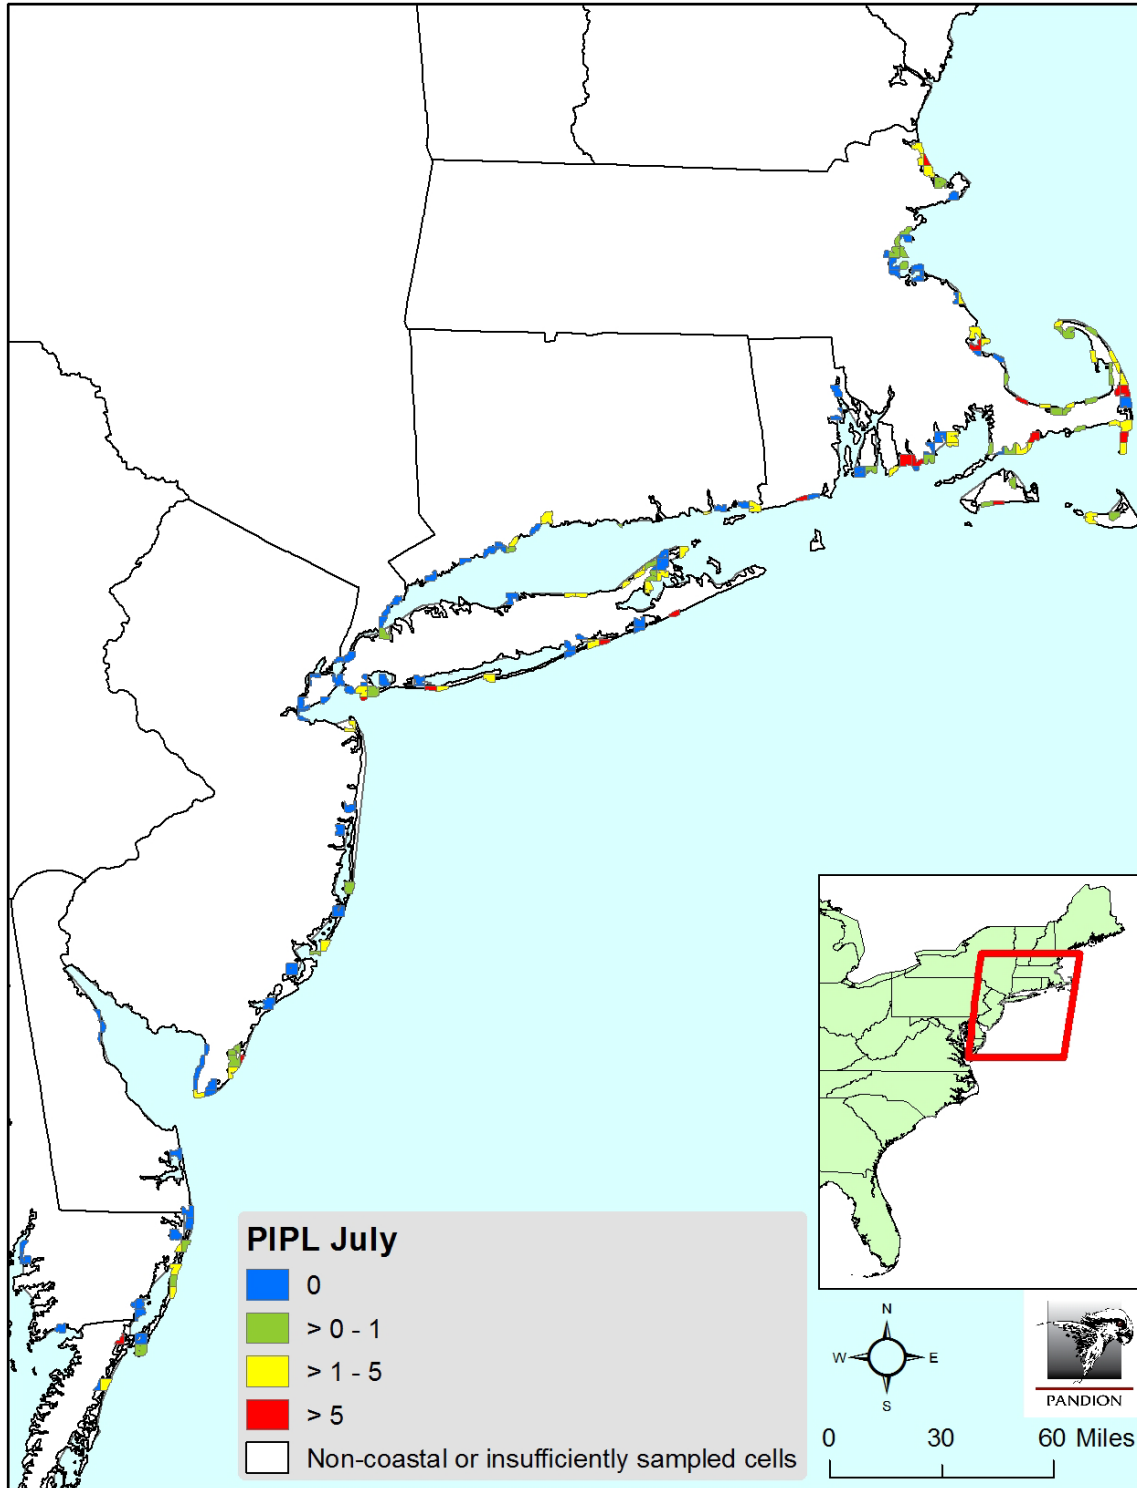 PIPL July
0
> 0 - 1
> 1 - 5
> 5
Non-coastal or insufficiently sampled cells
N
W E
S
PANDION
0 30 60 Miles